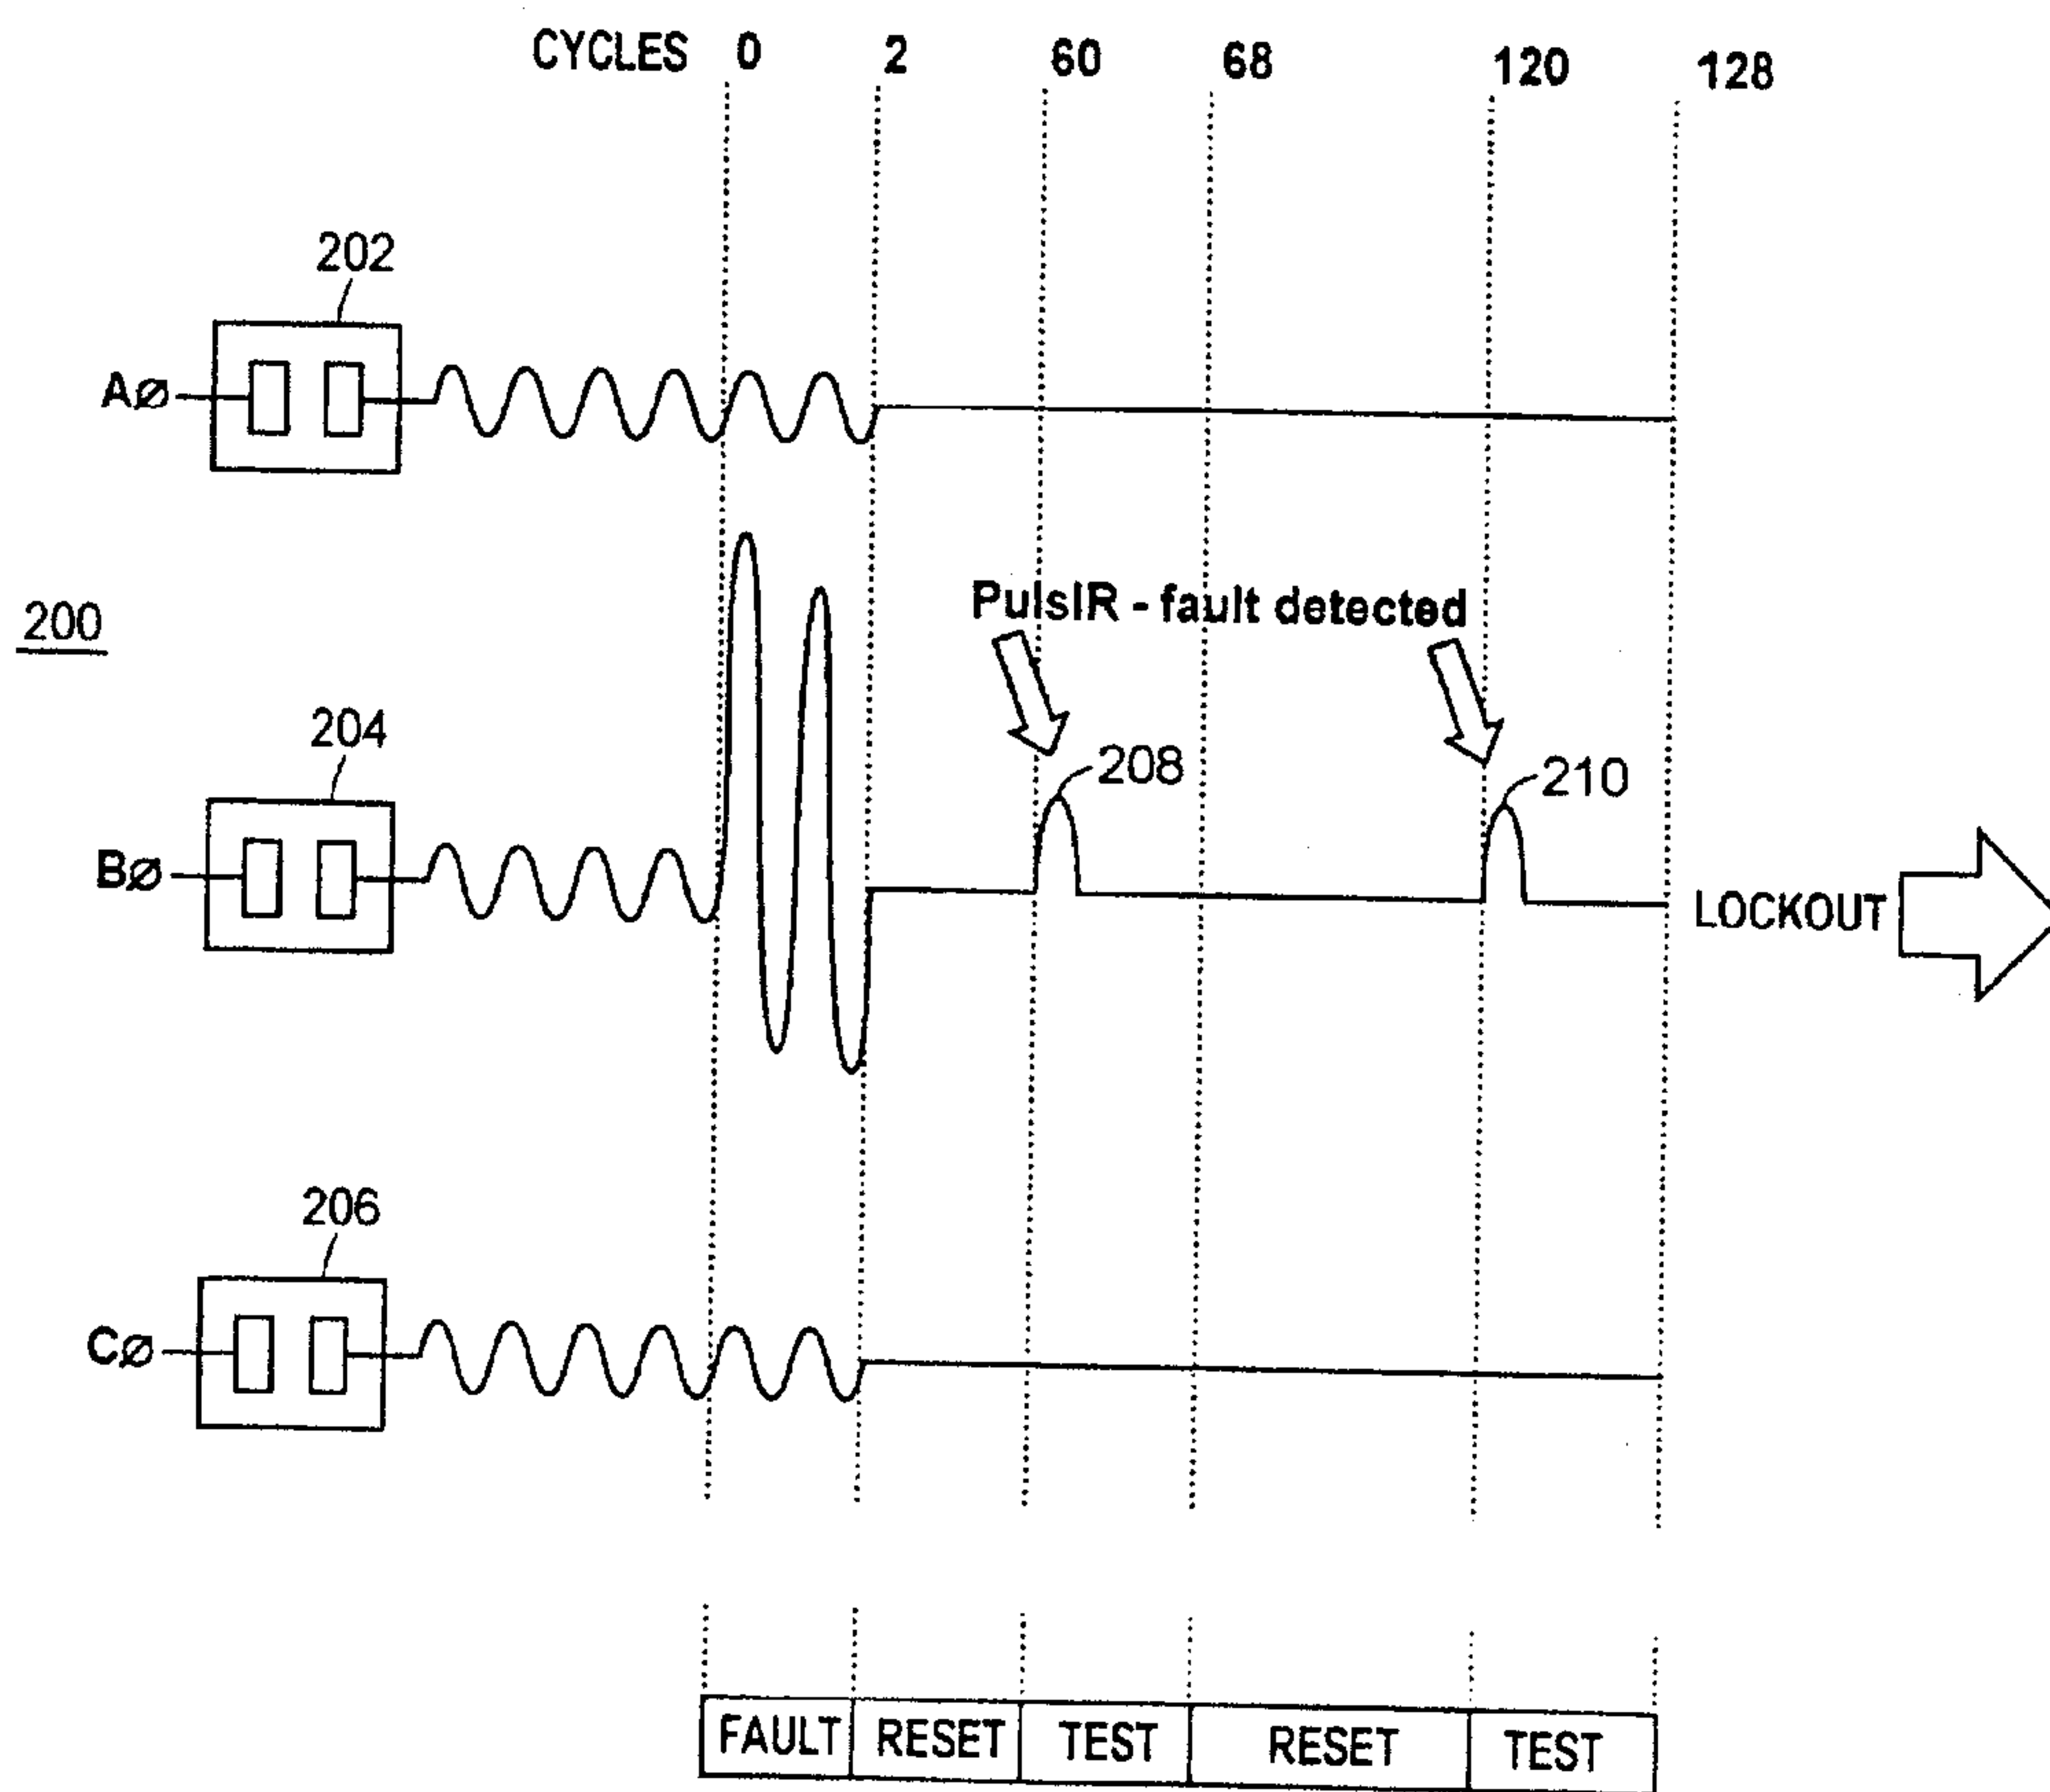 CYCLES 0 2 60 68 120 128
202
AØ
200
PulsIR - fault detected
204
208
210
BØ
LOCKOUT
206
CØ
FAULT RESET TEST RESET TEST